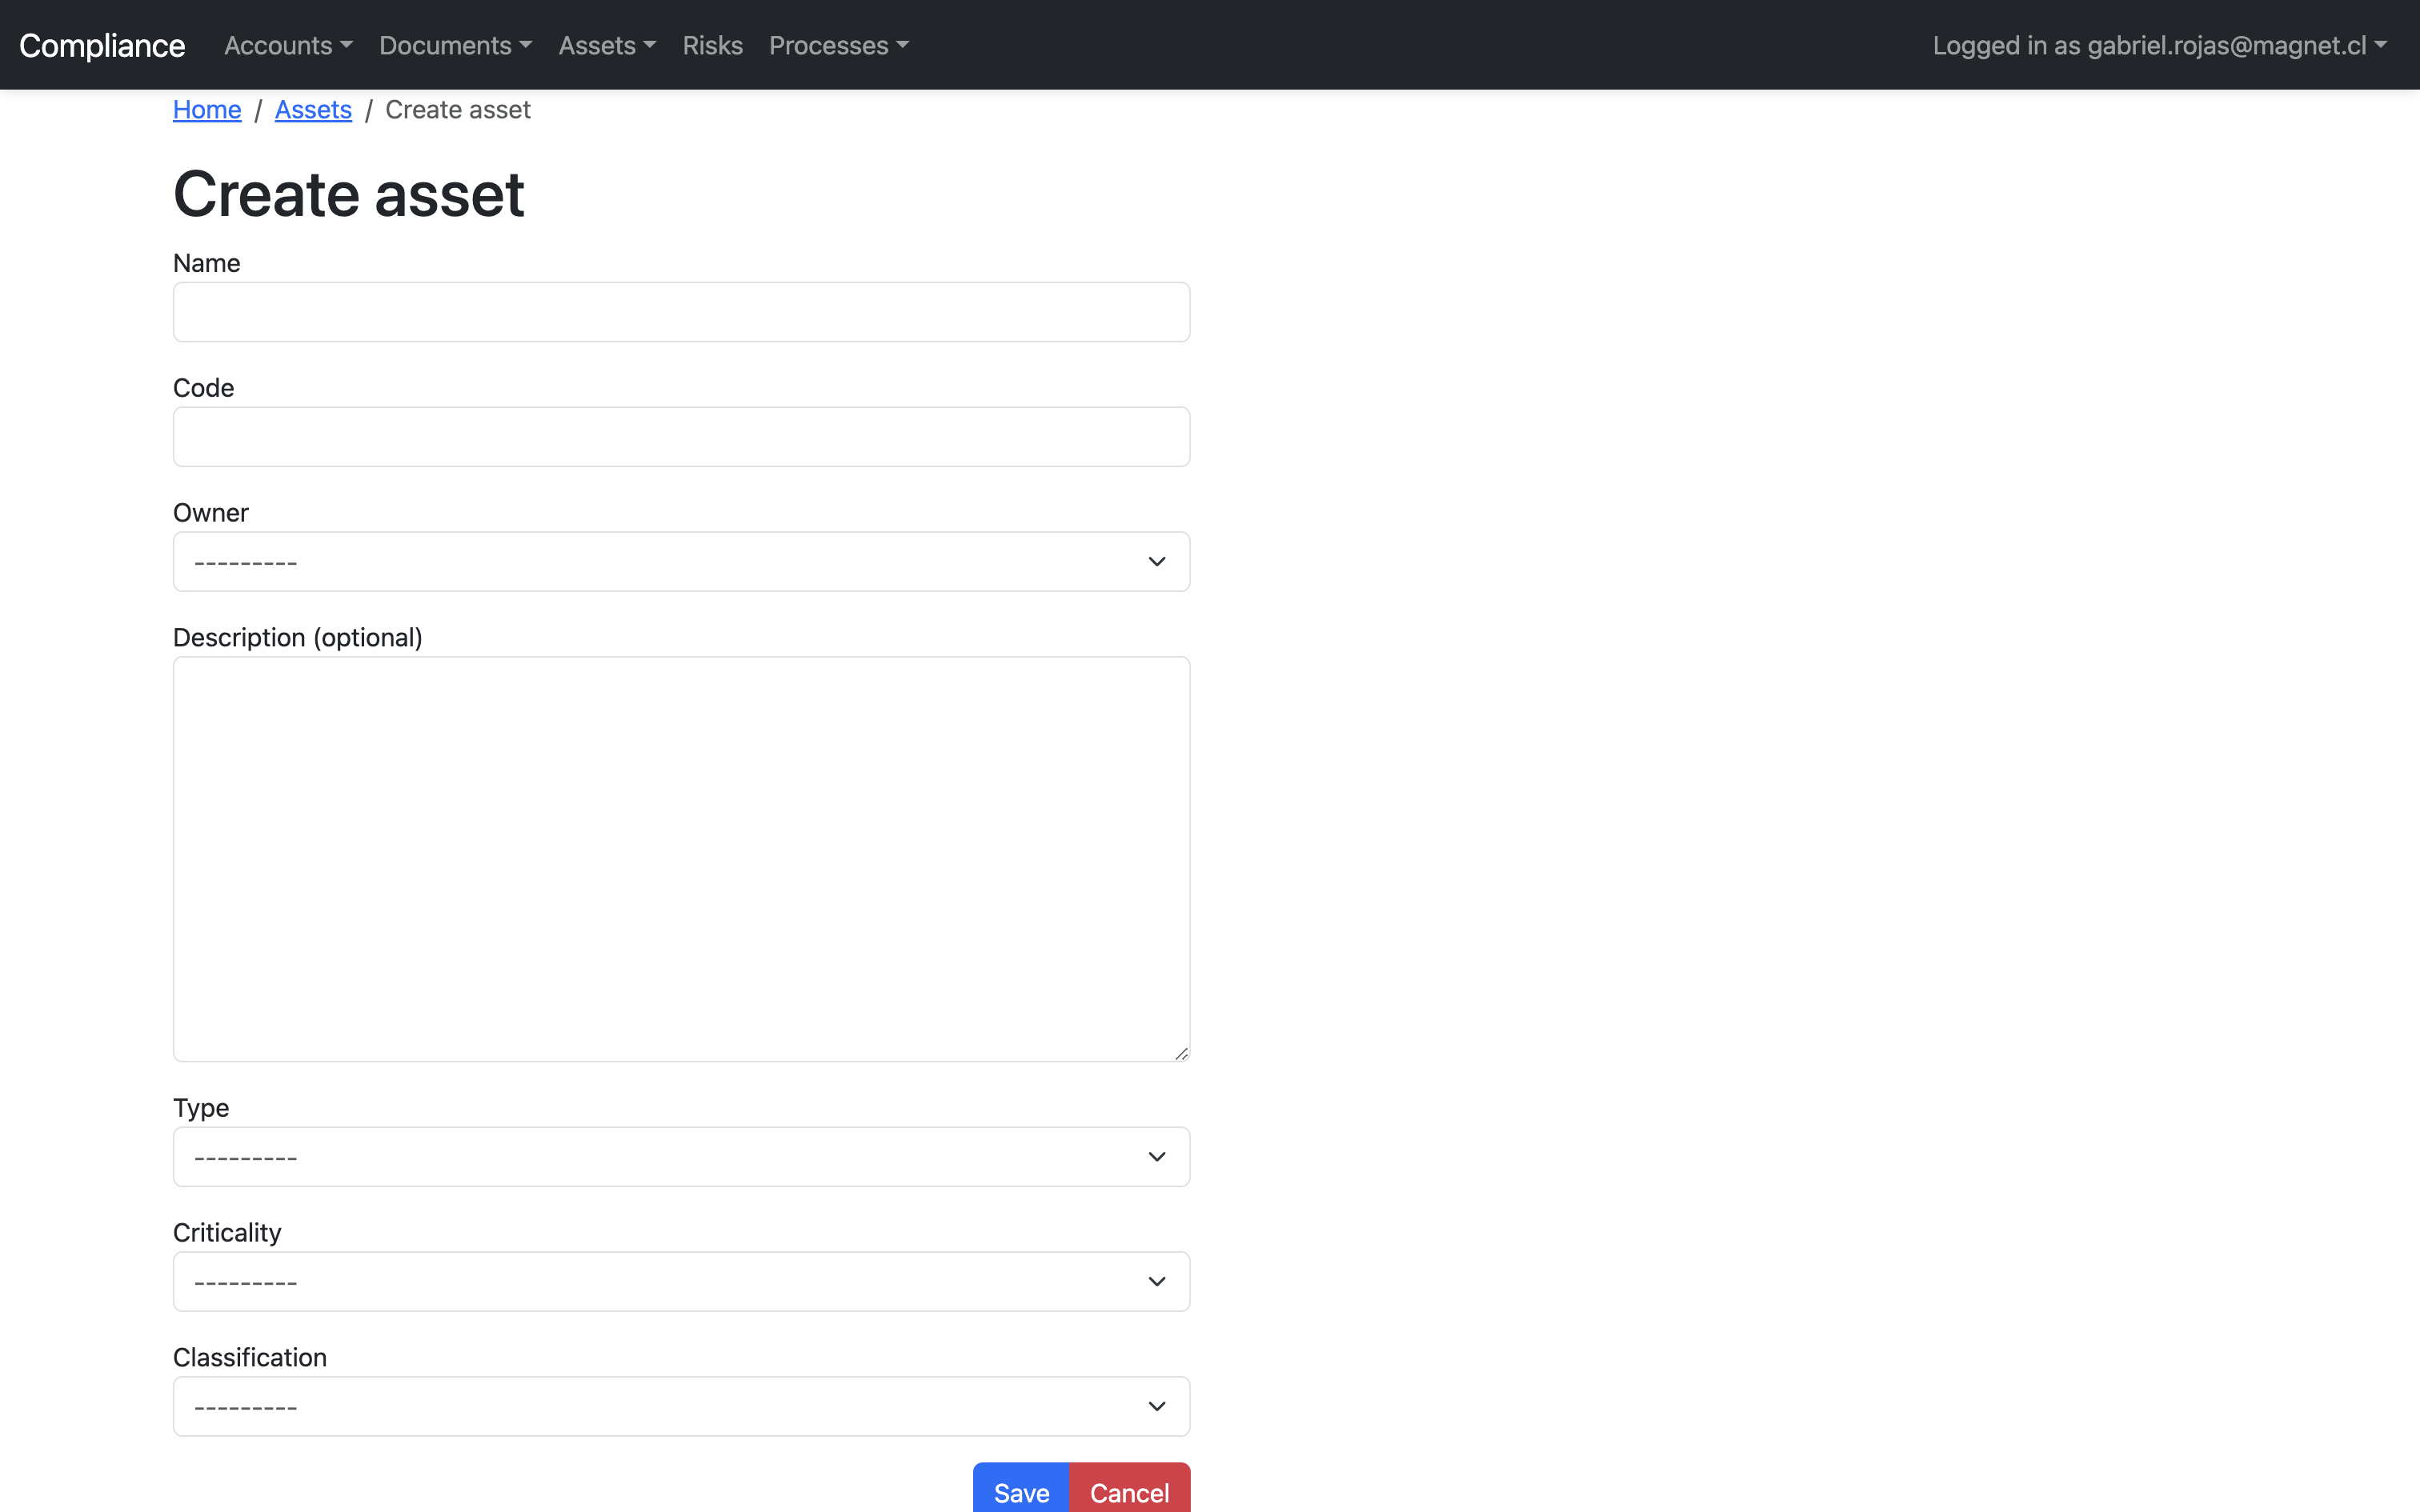 Compliance Accounts Documents Assets Risks Processes Logged in as gabriel.rojas@magnet.cl
Home / Assets / Create asset
Create asset
Name
Code
Owner
---------
Description (optional)
Type
---------
Criticality
---------
Classification
---------
Save Cancel